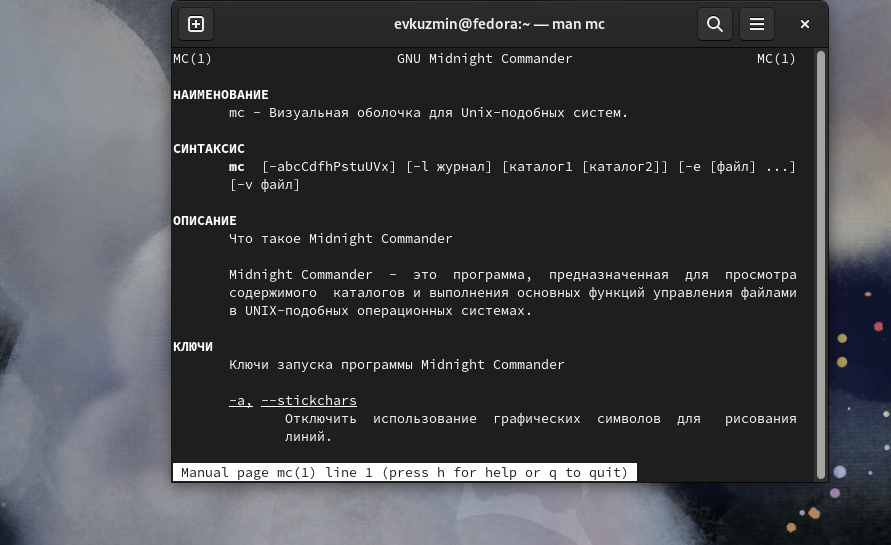 evkuzmin@fedora:~ — man mc
MC(1) GNU Midnight Commander MC(1)
НАИМЕНОВАНИЕ
mc - Визуальная оболочка для Unix-подобных систем.
СИНТАКСИС
mc [-abcCdfhPstuUVx] [-l журнал] [каталог1 [каталог2]] [-e [файл] ...]
[-v файл]
ОПИСАНИЕ
Что такое Midnight Commander
Midnight Commander - это программа, предназначенная для просмотра
содержимого каталогов и выполнения основных функций управления файлами
в UNIX-подобных операционных системах.
КЛЮЧИ
Ключи запуска программы Midnight Commander
-a, --stickchars
Отключить использование графических символов для рисования
линий.
Manual page mc(1) line 1 (press h for help or q to quit)